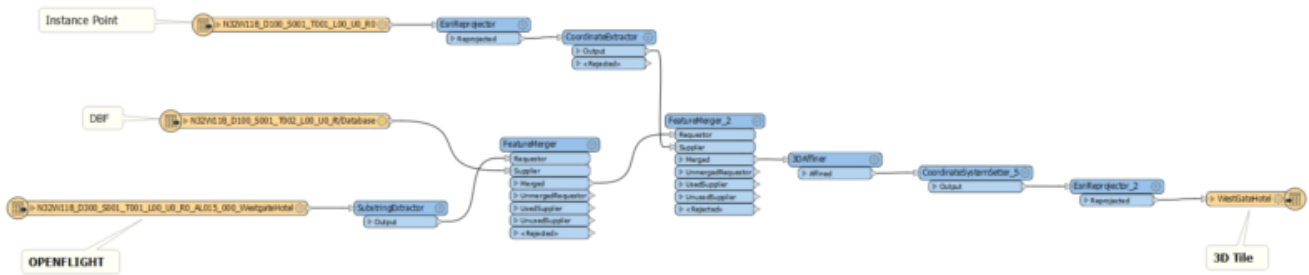 Instance Point
N32W118_D100_S001_T001_L00_U0_R0
EsriReprojector
Reprojected
CoordinateExtractor
Output
<Rejected>
DBF
N32W118_D100_S001_T002_L00_U0_R/Database
FeatureMerger
Requestor
Supplier
Merged
UnmergedRequestor
UsedSupplier
UnusedSupplier
<Rejected>
FeatureMerger_2
Requestor
Supplier
Merged
UnmergedRequestor
UsedSupplier
UnusedSupplier
<Rejected>
3DAffiner
Affined
CoordinateSystemSetter_5
Output
EsriReprojector_2
Reprojected
WestGateHotel
N32W118_D300_S001_T001_L00_U0_R0_AL015_000_WestgateHotel
SubstringExtractor
Output
OPENFLIGHT
3D Tile